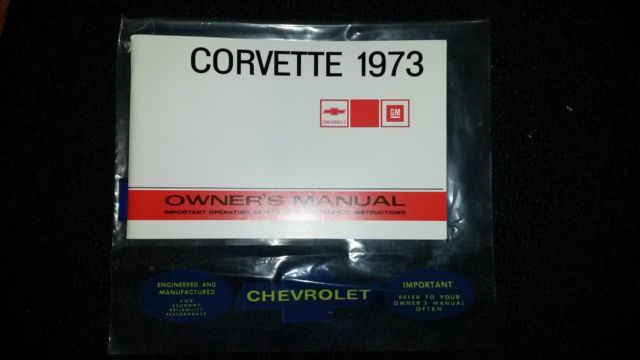 CORVETTE 1973
CHEVROLET
GM
OWNER'S MANUAL
IMPORTANT OPERATING, SAFETY INSTRUCTIONS
ENGINEERED AND
MANUFACTURED
FOR
ECONOMY
RELIABILITY
PERFORMANCE
CHEVROLET
IMPORTANT
REFER TO YOUR
OWNER'S MANUAL
OFTEN